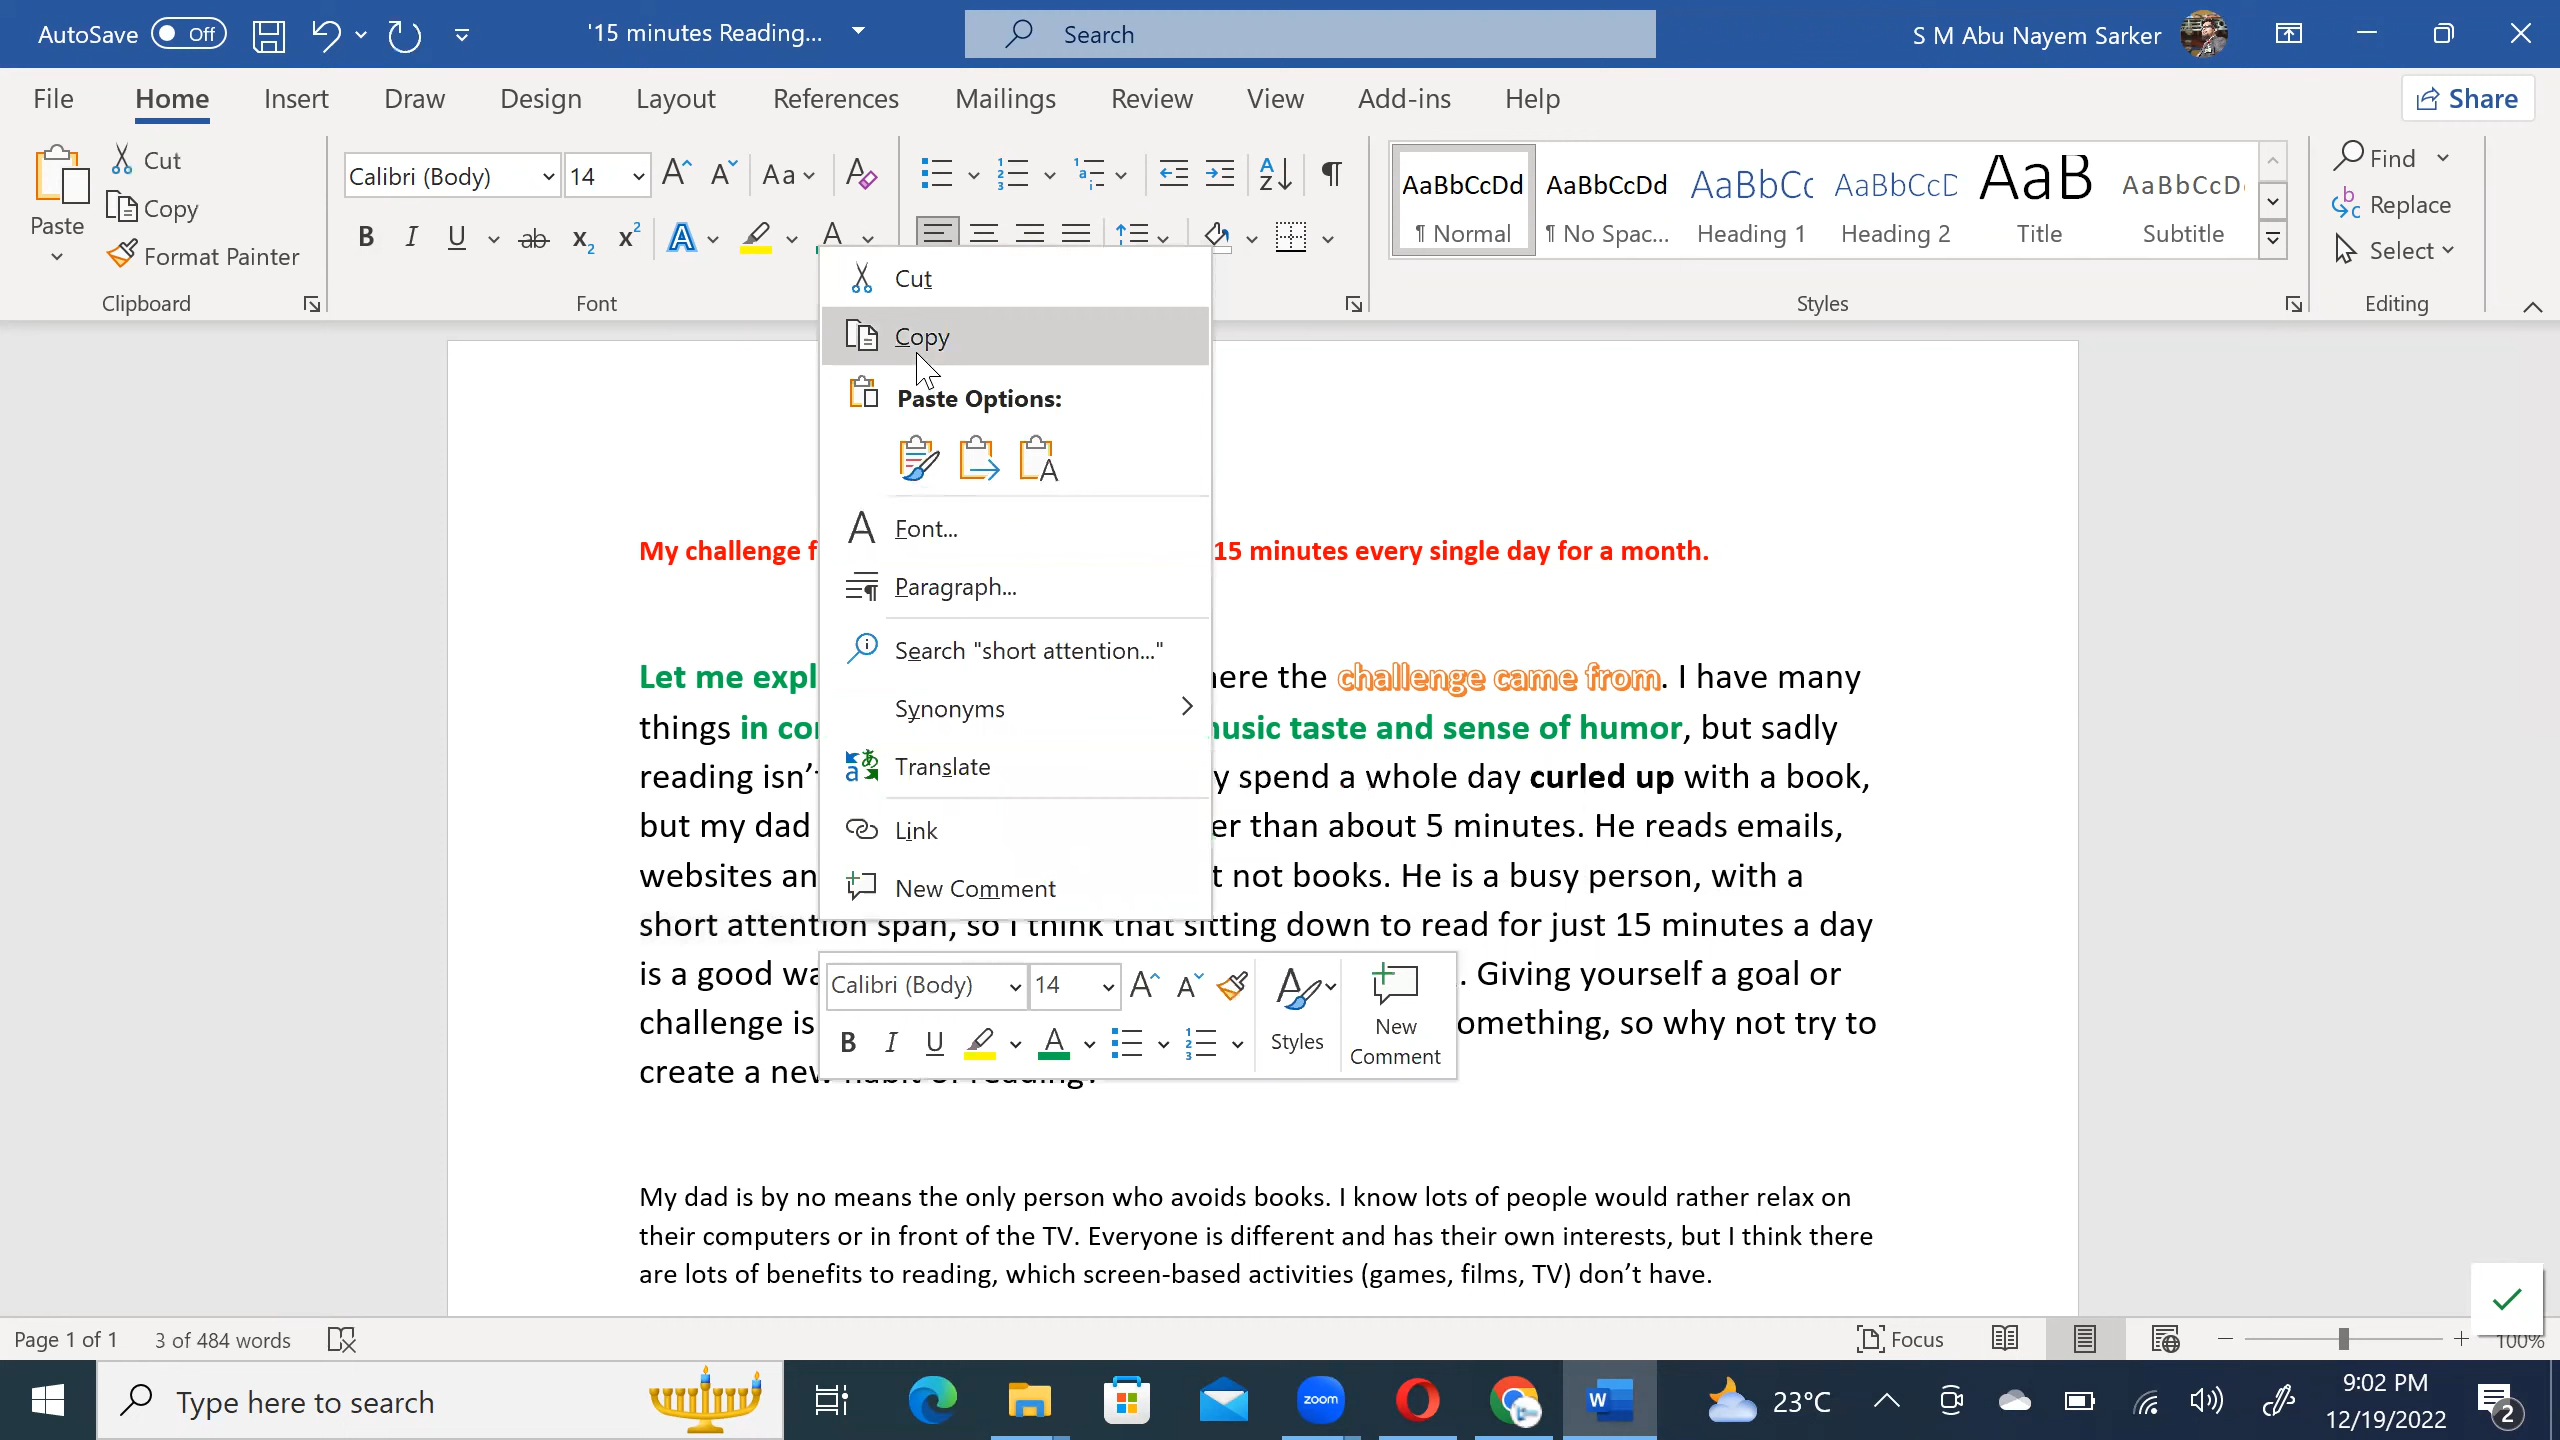 AutoSave Off '15 minutes Reading... Search S M Abu Nayem Sarker
File Home Insert Draw Design Layout References Mailings Review View Add-ins Help Share
Paste Cut Copy Format Painter
Calibri (Body) 14 Aa
AaBbCcDd AaBbCcDd AaBbCc AaBbCcD AaB AaBbCcD
¶ Normal ¶ No Spac... Heading 1 Heading 2 Title Subtitle
Find
Replace
Select
Clipboard Font Styles Editing
Cut
Copy
Paste Options:
Font...
Paragraph...
Search "short attention..."
Synonyms
Translate
Link
New Comment
My challenge f 15 minutes every single day for a month.
Let me expl here the challenge came from. I have many
things in co music taste and sense of humor, but sadly
reading isn't y spend a whole day curled up with a book,
but my dad er than about 5 minutes. He reads emails,
websites an t not books. He is a busy person, with a
short attention span, so I think that sitting down to read for just 15 minutes a day
is a good wa . Giving yourself a goal or
challenge is omething, so why not try to
create a new habit of reading?
Calibri (Body) 14
B I U Styles New Comment
My dad is by no means the only person who avoids books. I know lots of people would rather relax on
their computers or in front of the TV. Everyone is different and has their own interests, but I think there
are lots of benefits to reading, which screen-based activities (games, films, TV) don't have.
Page 1 of 1 3 of 484 words Focus 100%
Type here to search zoom 23°C 9:02 PM
12/19/2022 2